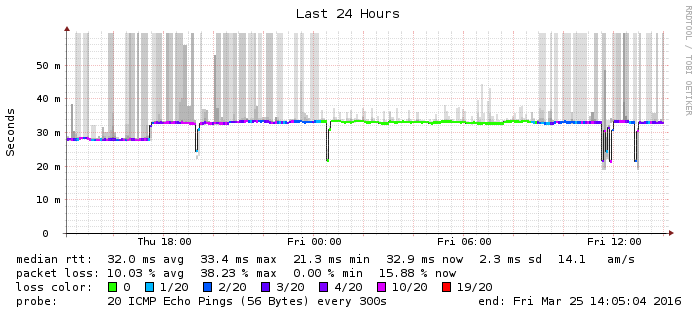 Last 24 Hours
RRDTOOL / TOBI OETIKER
Seconds
50 m
40 m
30 m
20 m
10 m
0
Thu 18:00 Fri 00:00 Fri 06:00 Fri 12:00
median rtt: 32.0 ms avg 33.4 ms max 21.3 ms min 32.9 ms now 2.3 ms sd 14.1 am/s
packet loss: 10.03 % avg 38.23 % max 0.00 % min 15.88 % now
loss color: 0 1/20 2/20 3/20 4/20 10/20 19/20
probe: 20 ICMP Echo Pings (56 Bytes) every 300s end: Fri Mar 25 14:05:04 2016